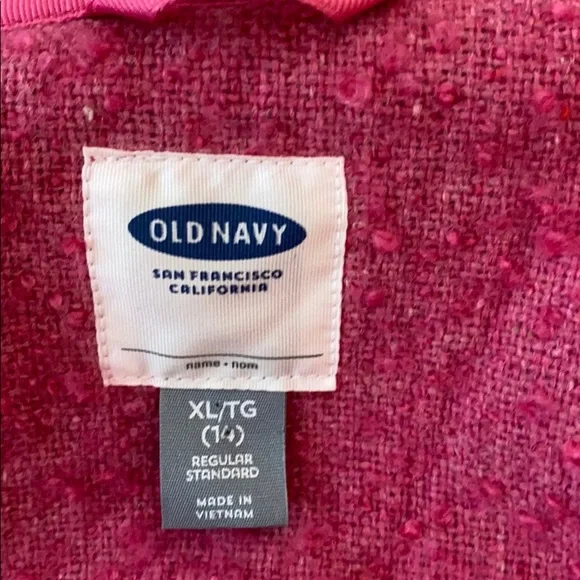 OLD NAVY
SAN FRANCISCO
CALIFORNIA
name • nom
XL/TG
(14)
REGULAR
STANDARD
MADE IN
VIETNAM